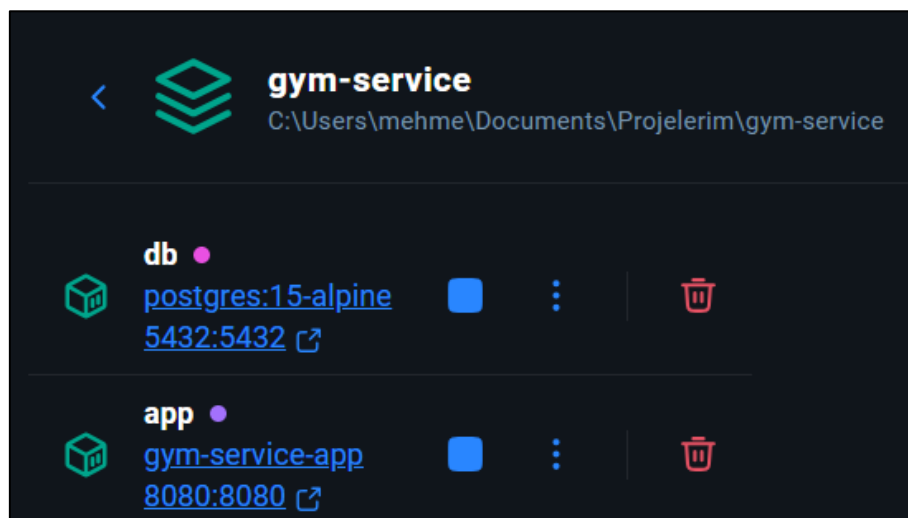 gym-service
C:\Users\mehme\Documents\Projelerim\gym-service
db
postgres:15-alpine
5432:5432
app
gym-service-app
8080:8080